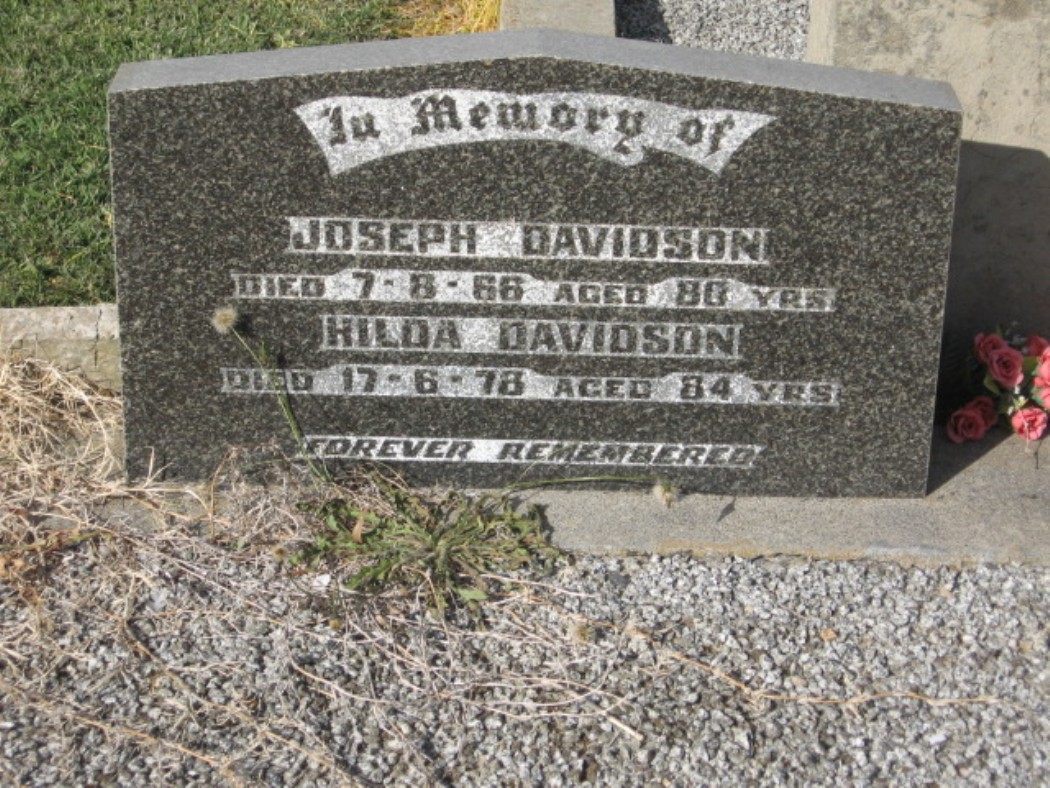 In Memory of
JOSEPH DAVIDSON
DIED 7-8-66 AGED 80 YRS
HILDA DAVIDSON
DIED 17-6-78 AGED 84 YRS
FOREVER REMEMBERED